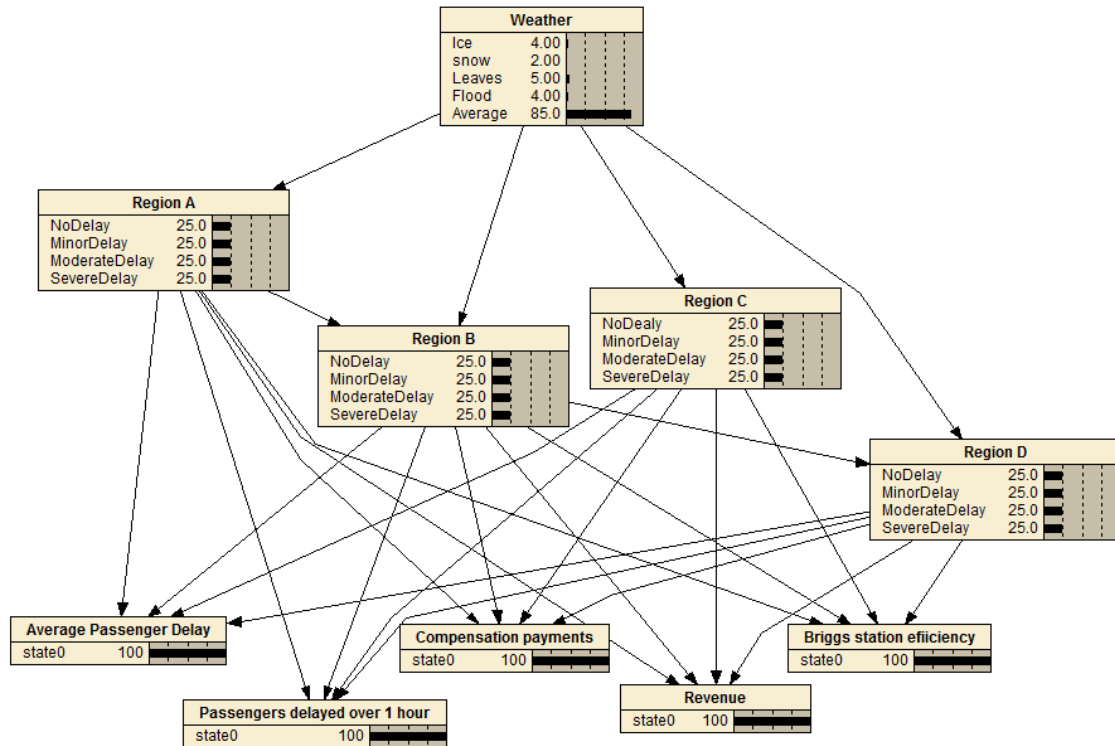 Weather
Ice 4.00
snow 2.00
Leaves 5.00
Flood 4.00
Average 85.0
Region A
NoDelay 25.0
MinorDelay 25.0
ModerateDelay 25.0
SevereDelay 25.0
Region C
NoDealy 25.0
MinorDelay 25.0
ModerateDelay 25.0
SevereDelay 25.0
Region B
NoDelay 25.0
MinorDelay 25.0
ModerateDelay 25.0
SevereDelay 25.0
Region D
NoDelay 25.0
MinorDelay 25.0
ModerateDelay 25.0
SevereDelay 25.0
Average Passenger Delay
state0 100
Compensation payments
state0 100
Briggs station efiiciency
state0 100
Passengers delayed over 1 hour
state0 100
Revenue
state0 100